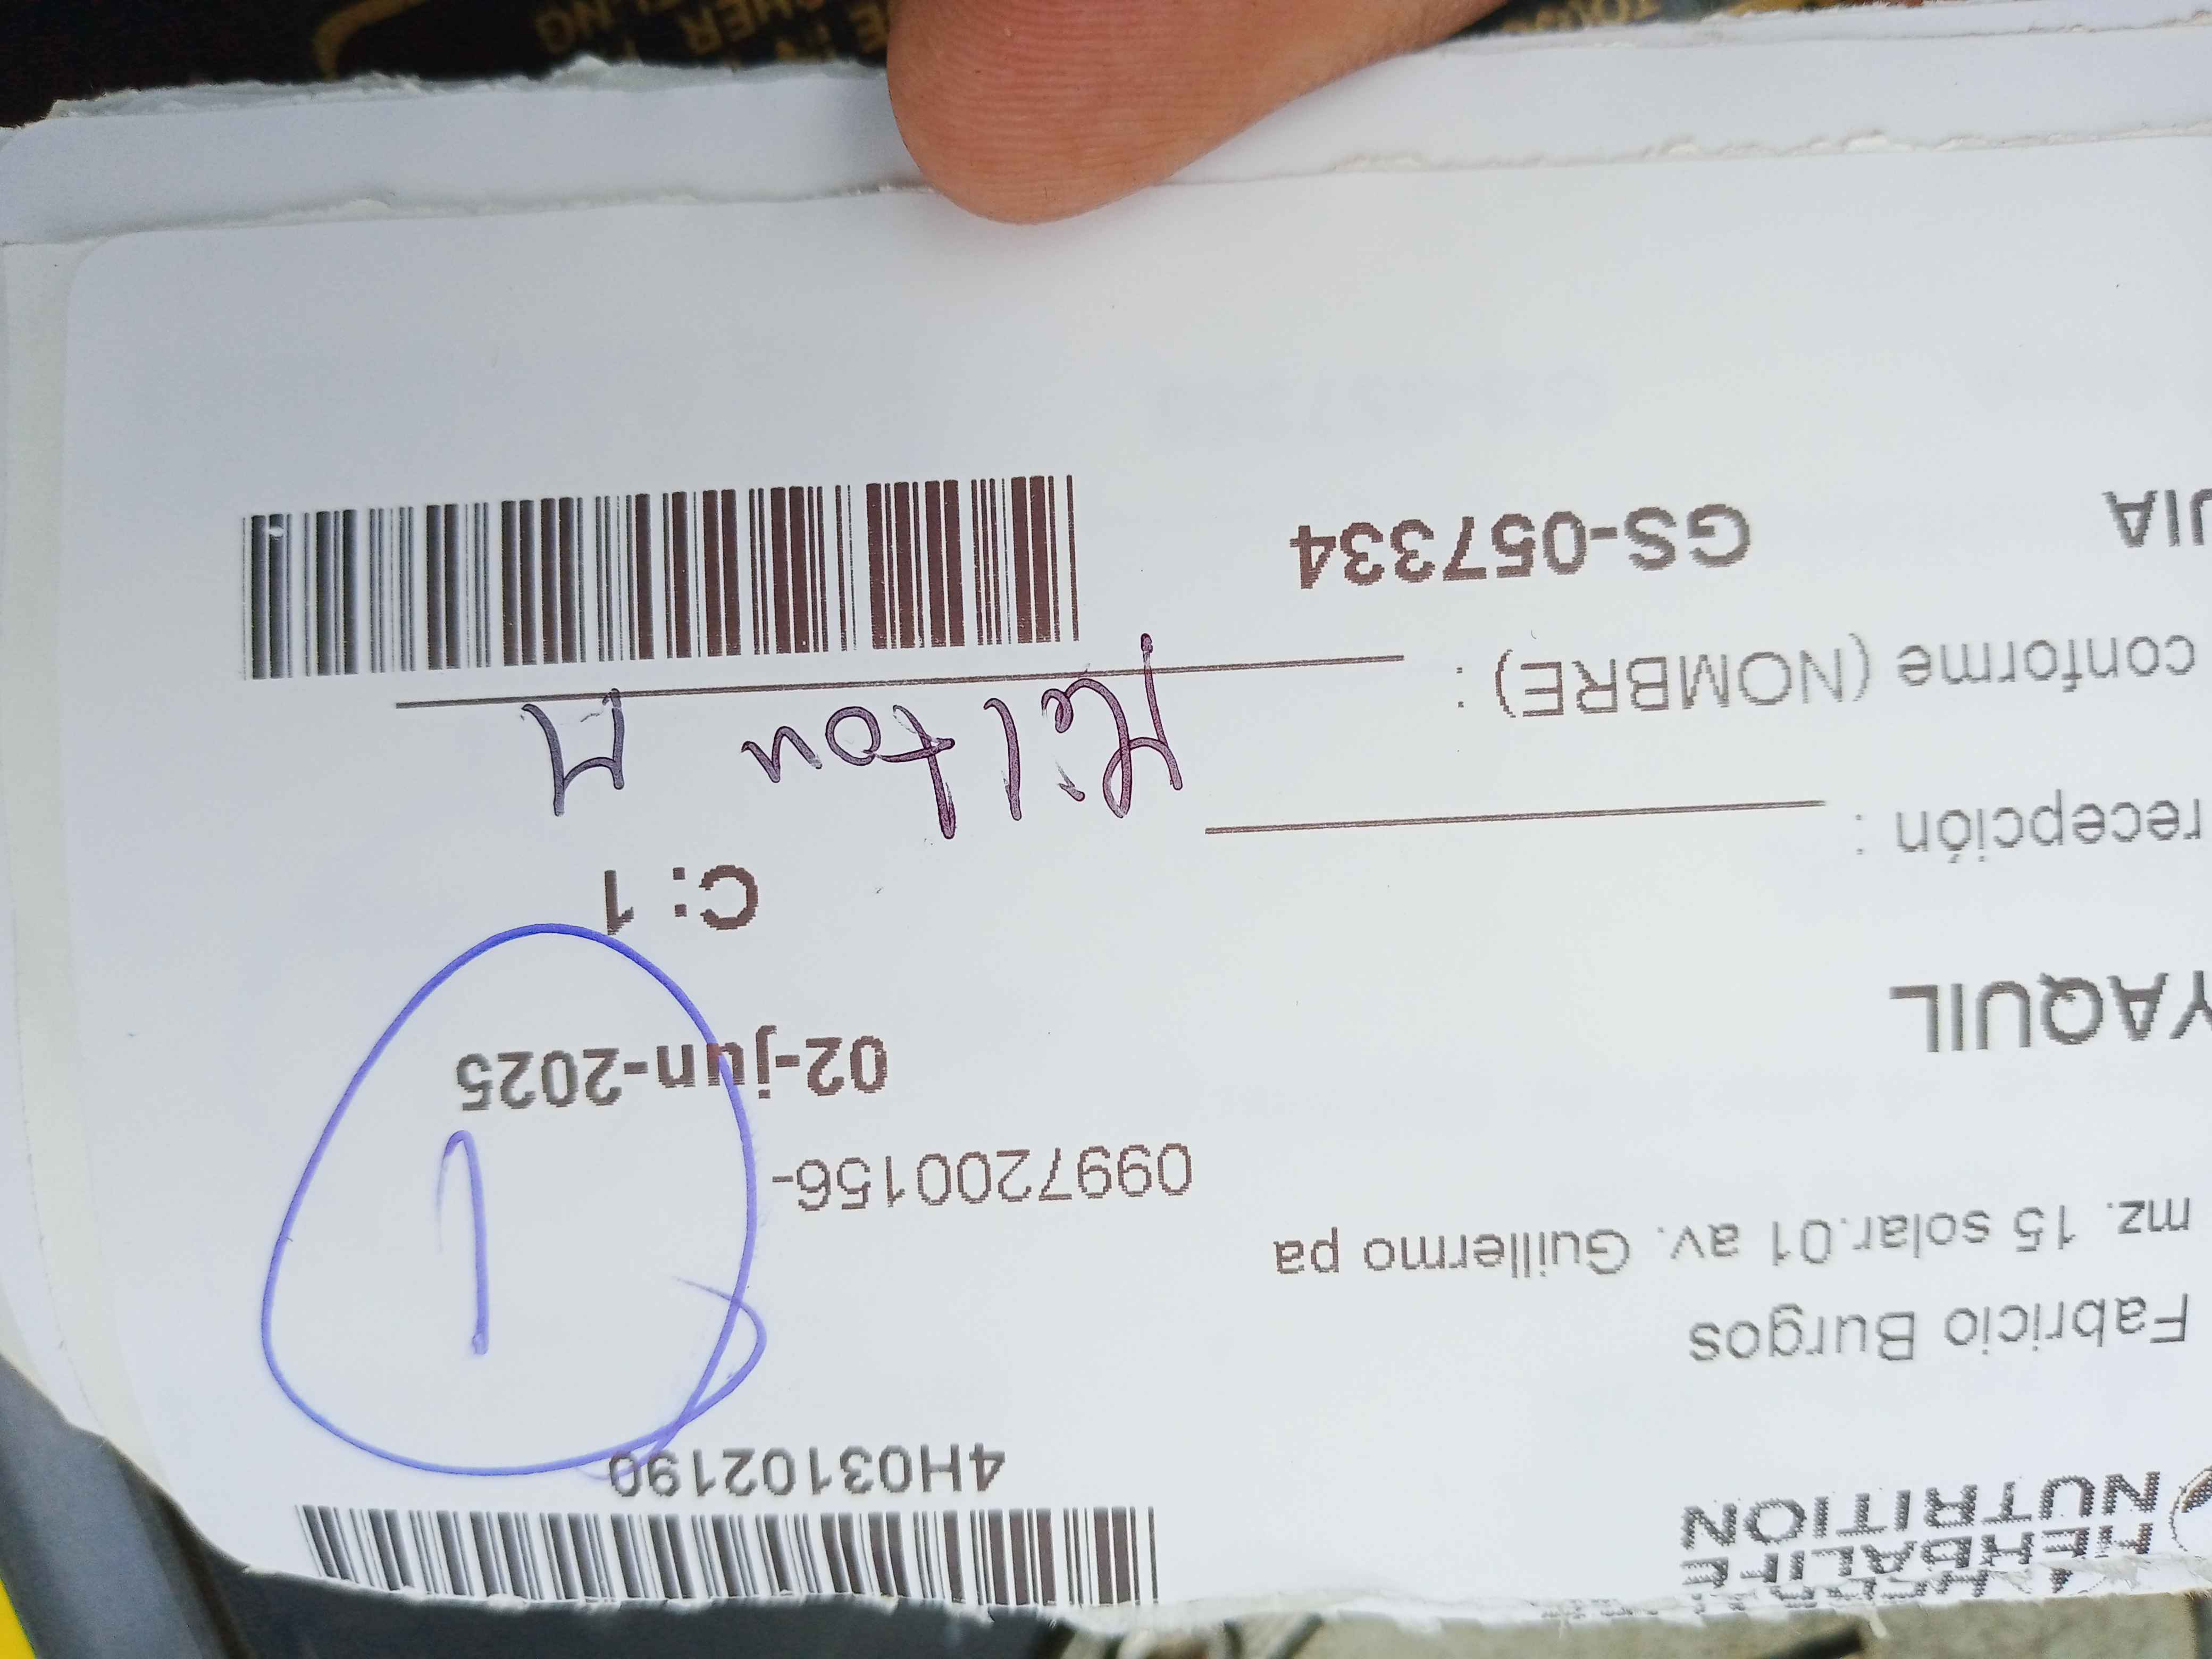 HERBALIFE
NUTRITION
4H03102190
Fabricio Burgos
mz. 15 solar.01 av. Guillermo pa
0997200156-
1
YAQUIL
02-jun-2025
C: 1
recepción :
conforme (NOMBRE) :
Milton M
UIA
GS-057334